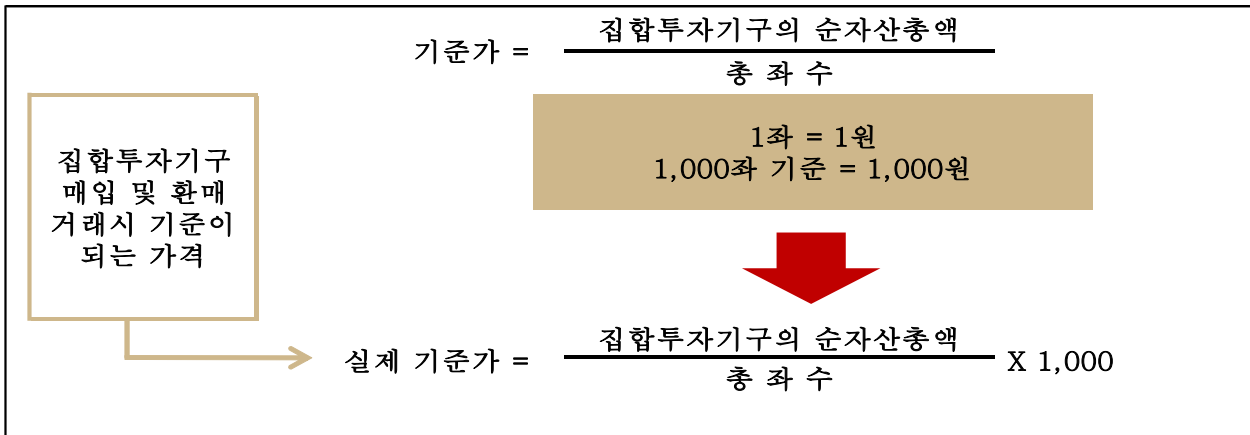 기준가 = 집합투자기구의 순자산총액
총 좌 수
1좌 = 1원
1,000좌 기준 = 1,000원
집합투자기구
매입 및 환매
거래시 기준이
되는 가격
실제 기준가 = 집합투자기구의 순자산총액 X 1,000
총 좌 수